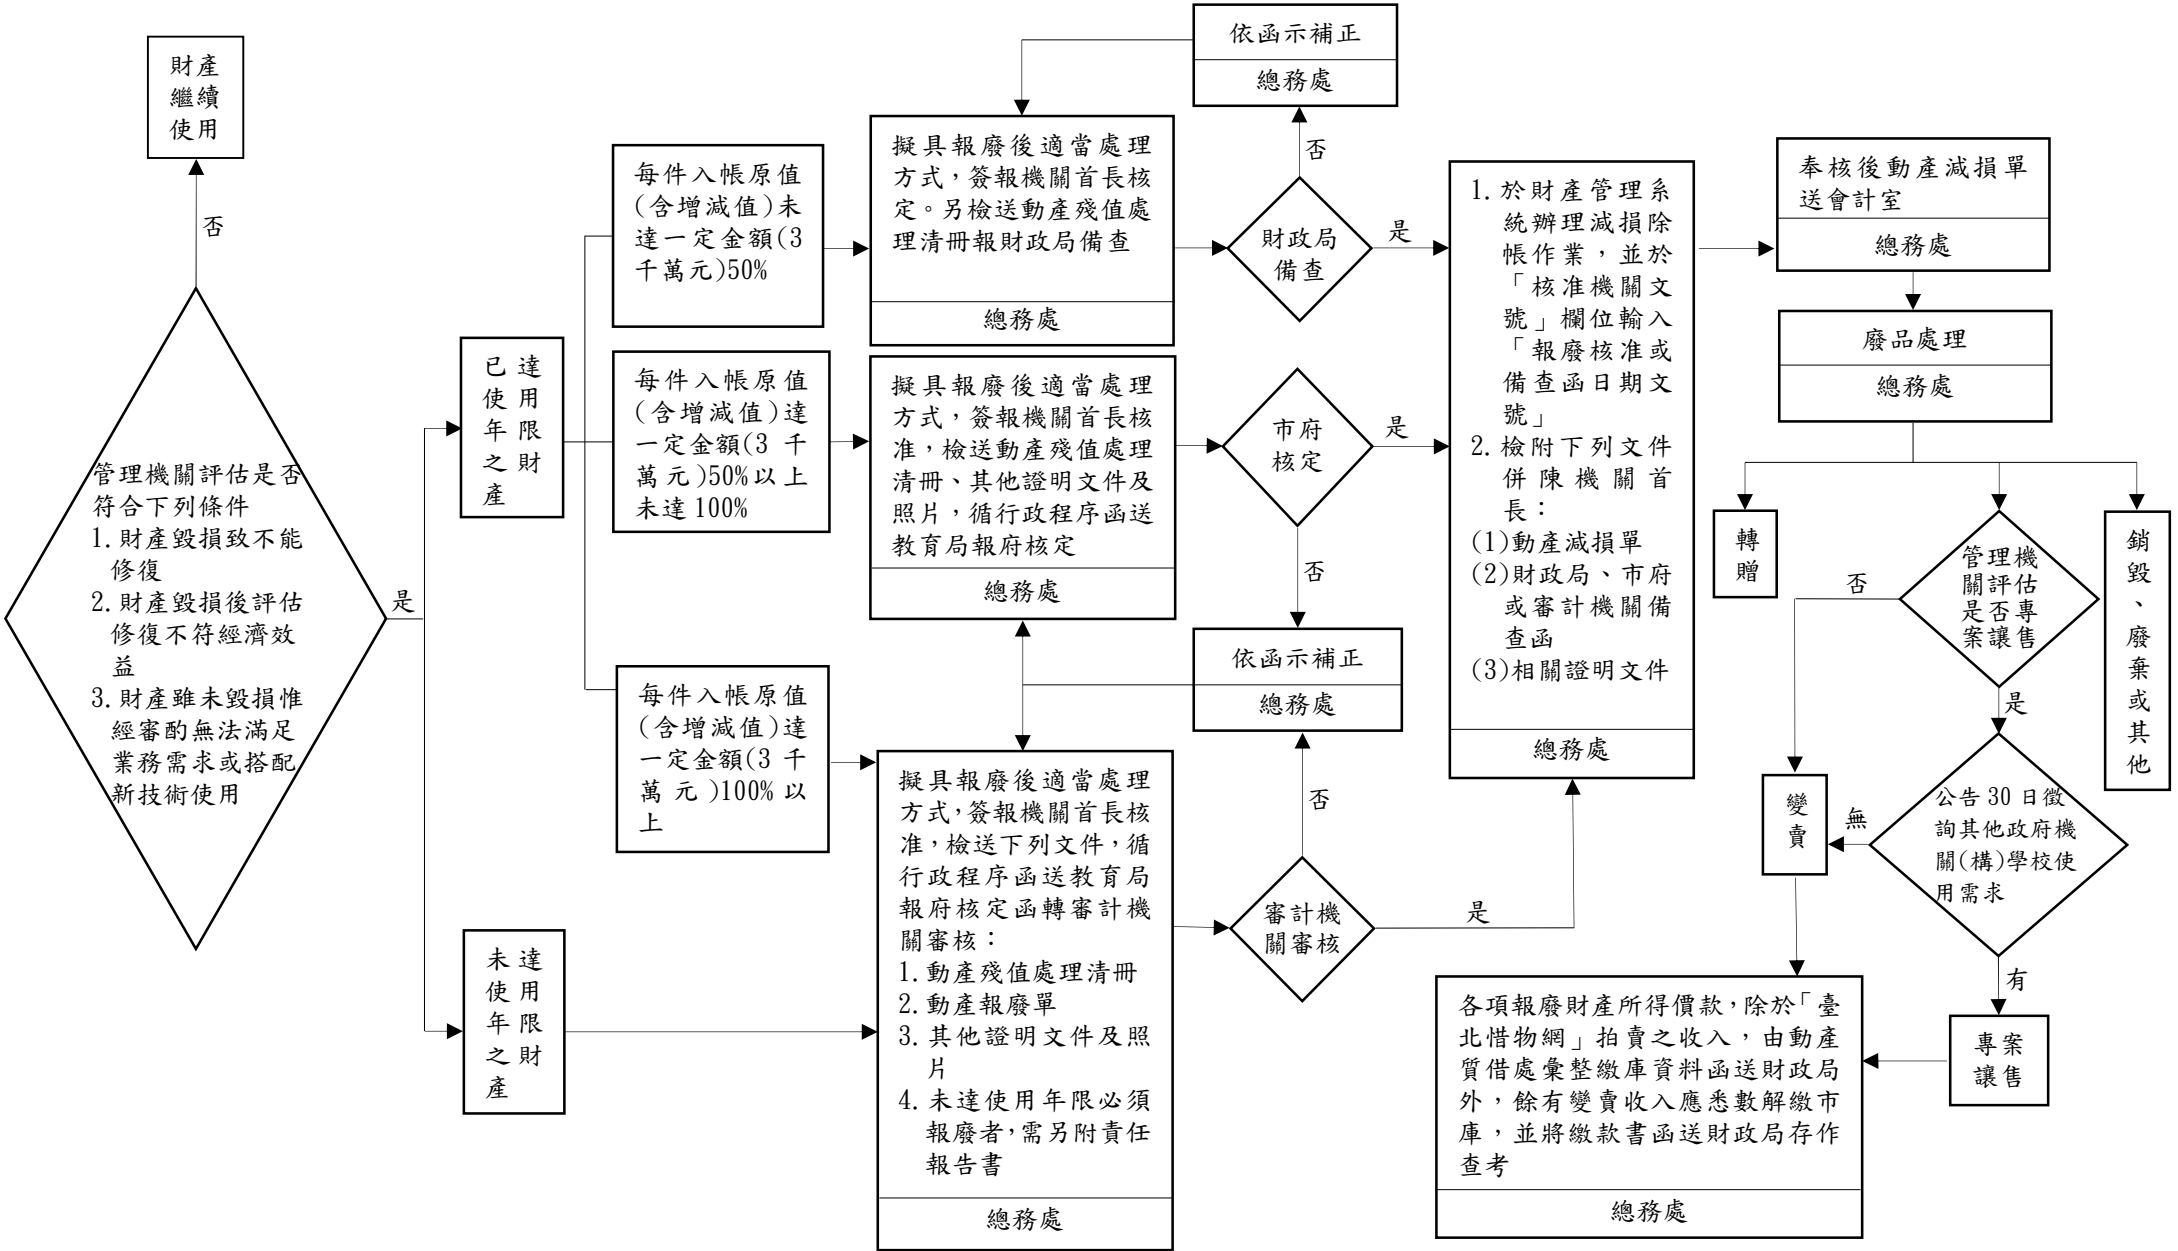 財產
繼續
使用
否
管理機關評估是否
符合下列條件
1.財產毀損致不能
修復
2.財產毀損後評估
修復不符經濟效
益
3.財產雖未毀損惟
經審酌無法滿足
業務需求或搭配
新技術使用
是
已達
使用
年限
之財
產
未達
使用
年限
之財
產
每件入帳原值
(含增減值)未
達一定金額(3
千萬元)50%
每件入帳原值
(含增減值)達
一定金額(3 千
萬元)50%以上
未達 100%
每件入帳原值
(含增減值)達
一定金額(3 千
萬元)100%以
上
依函示補正
總務處
擬具報廢後適當處理
方式，簽報機關首長核
定。另檢送動產殘值處
理清冊報財政局備查
總務處
否
財政局
備查
是
擬具報廢後適當處理
方式，簽報機關首長核
准，檢送動產殘值處理
清冊、其他證明文件及
照片，循行政程序函送
教育局報府核定
總務處
市府
核定
是
否
依函示補正
總務處
擬具報廢後適當處理
方式，簽報機關首長核
准，檢送下列文件，循
行政程序函送教育局
報府核定函轉審計機
關審核：
1.動產殘值處理清冊
2.動產報廢單
3.其他證明文件及照
片
4.未達使用年限必須
報廢者，需另附責任
報告書
總務處
否
審計機
關審核
是
1.於財產管理系
統辦理減損除
帳作業，並於
「核准機關文
號」欄位輸入
「報廢核准或
備查函日期文
號」
2.檢附下列文件
併陳機關首
長：
(1)動產減損單
(2)財政局、市府
或審計機關備
查函
(3)相關證明文件
總務處
奉核後動產減損單
送會計室
總務處
廢品處理
總務處
轉
贈
管理機
關評估
是否專
案讓售
銷
毀
、
廢
棄
或
其
他
否
是
變
賣
無
公告 30 日徵
詢其他政府機
關(構)學校使
用需求
有
專案
讓售
各項報廢財產所得價款，除於「臺
北惜物網」拍賣之收入，由動產
質借處彙整繳庫資料函送財政局
外，餘有變賣收入應悉數解繳市
庫，並將繳款書函送財政局存作
查考
總務處